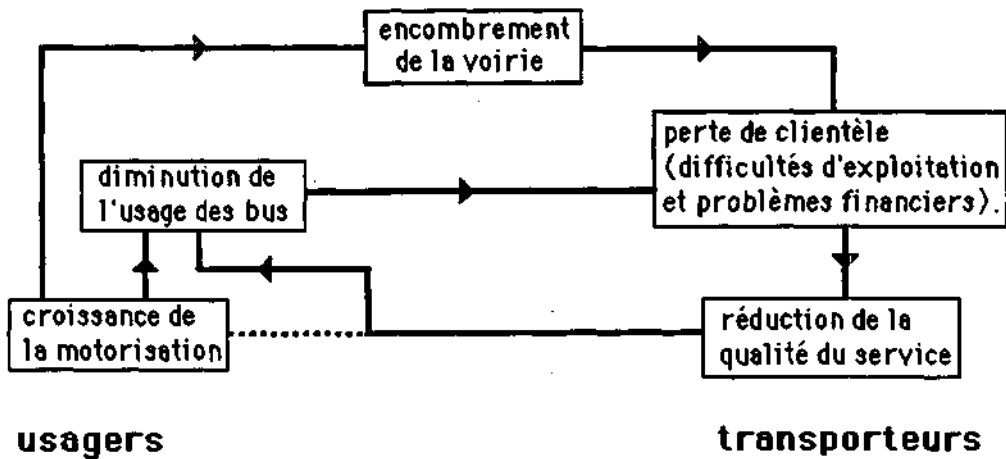 encombrement
de la voirie
perte de clientèle
(difficultés d'exploitation
et problèmes financiers).
diminution de
l'usage des bus
croissance de
la motorisation
réduction de la
qualité du service
usagers
transporteurs